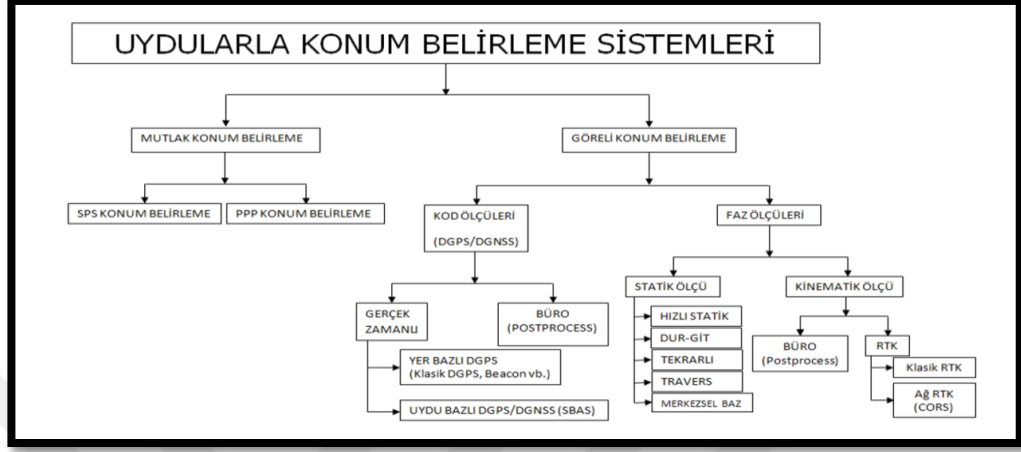 UYDULARLA KONUM BELİRLEME SİSTEMLERİ
MUTLAK KONUM BELİRLEME
GÖRELİ KONUM BELİRLEME
SPS KONUM BELİRLEME
PPP KONUM BELİRLEME
KOD ÖLÇÜLERİ
(DGPS/DGNSS)
FAZ ÖLÇÜLERİ
GERÇEK
ZAMANLI
BÜRO
(POSTPROCESS)
YER BAZLI DGPS
(Klasik DGPS, Beacon vb.)
UYDU BAZLI DGPS/DGNSS (SBAS)
STATİK ÖLÇÜ
HIZLI STATİK
DUR-GİT
TEKRARLI
TRAVERS
MERKEZSEL BAZ
KİNEMATİK ÖLÇÜ
BÜRO
(Postprocess)
RTK
Klasik RTK
Ağ RTK
(CORS)